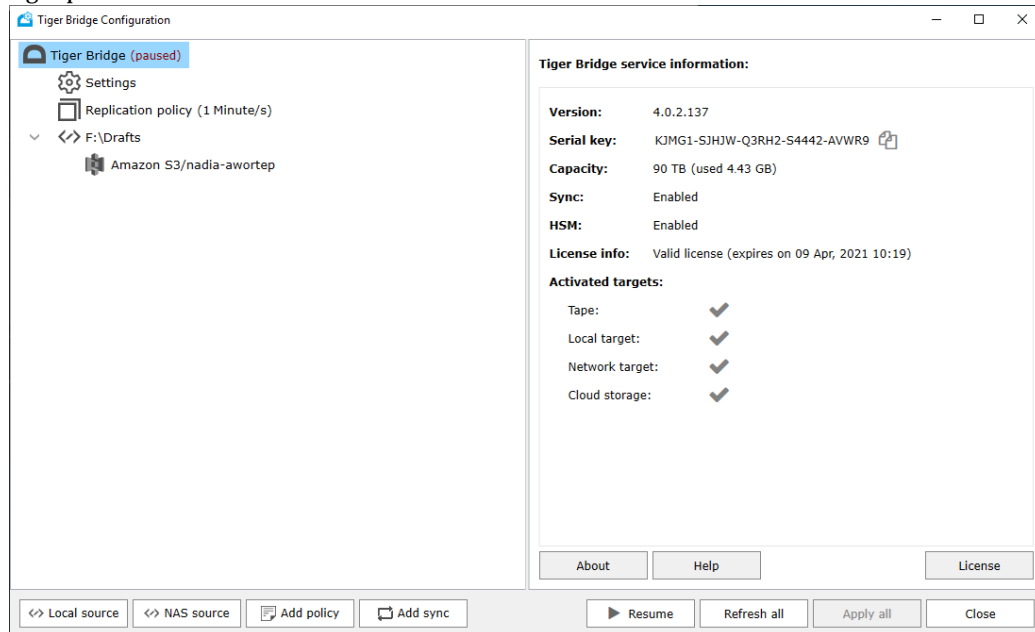 Tiger Bridge Configuration
Tiger Bridge (paused)
Settings
Replication policy (1 Minute/s)
F:\Drafts
Amazon S3/nadia-awortep
Tiger Bridge service information:
Version: 4.0.2.137
Serial key: KJMG1-SJHJW-Q3RH2-S4442-AVWR9
Capacity: 90 TB (used 4.43 GB)
Sync: Enabled
HSM: Enabled
License info: Valid license (expires on 09 Apr, 2021 10:19)
Activated targets:
Tape:
Local target:
Network target:
Cloud storage:
About Help License
Local source NAS source Add policy Add sync Resume Refresh all Apply all Close